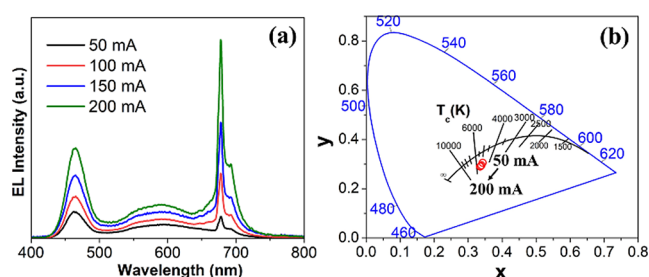 (a)
50 mA
100 mA
150 mA
200 mA
EL Intensity (a.u.)
400 500 600 700 800
Wavelength (nm)
(b)
y
0.8
0.6
0.4
0.2
0.0
0.0 0.1 0.2 0.3 0.4 0.5 0.6 0.7 0.8
x
520
540
560
500
580
600
620
480
460
Tc(K)
10000
6000
4000
3000
2500
2000
1500
∞
50 mA
200 mA